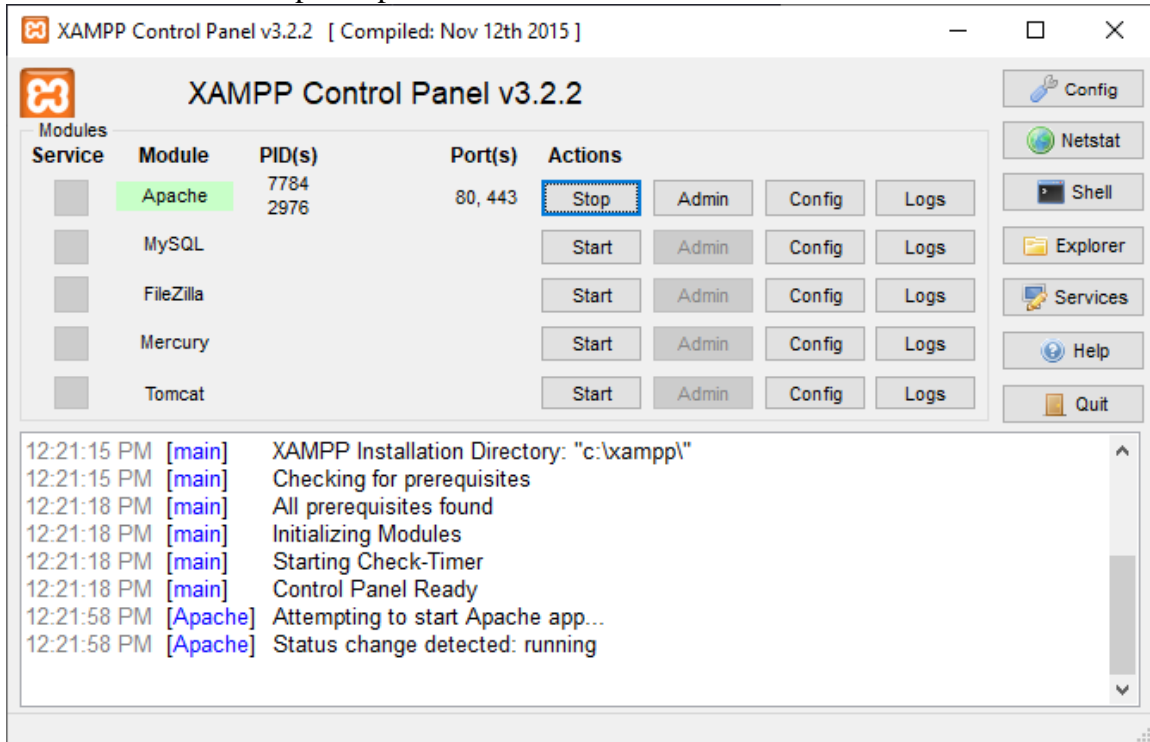 XAMPP Control Panel v3.2.2 [ Compiled: Nov 12th 2015 ]
XAMPP Control Panel v3.2.2
Config
Netstat
Shell
Explorer
Services
Help
Quit
Modules
Service Module PID(s) Port(s) Actions
Apache 7784 2976 80, 443 Stop Admin Config Logs
MySQL Start Admin Config Logs
FileZilla Start Admin Config Logs
Mercury Start Admin Config Logs
Tomcat Start Admin Config Logs
12:21:15 PM [main] XAMPP Installation Directory: "c:\xampp\"
12:21:15 PM [main] Checking for prerequisites
12:21:18 PM [main] All prerequisites found
12:21:18 PM [main] Initializing Modules
12:21:18 PM [main] Starting Check-Timer
12:21:18 PM [main] Control Panel Ready
12:21:58 PM [Apache] Attempting to start Apache app...
12:21:58 PM [Apache] Status change detected: running